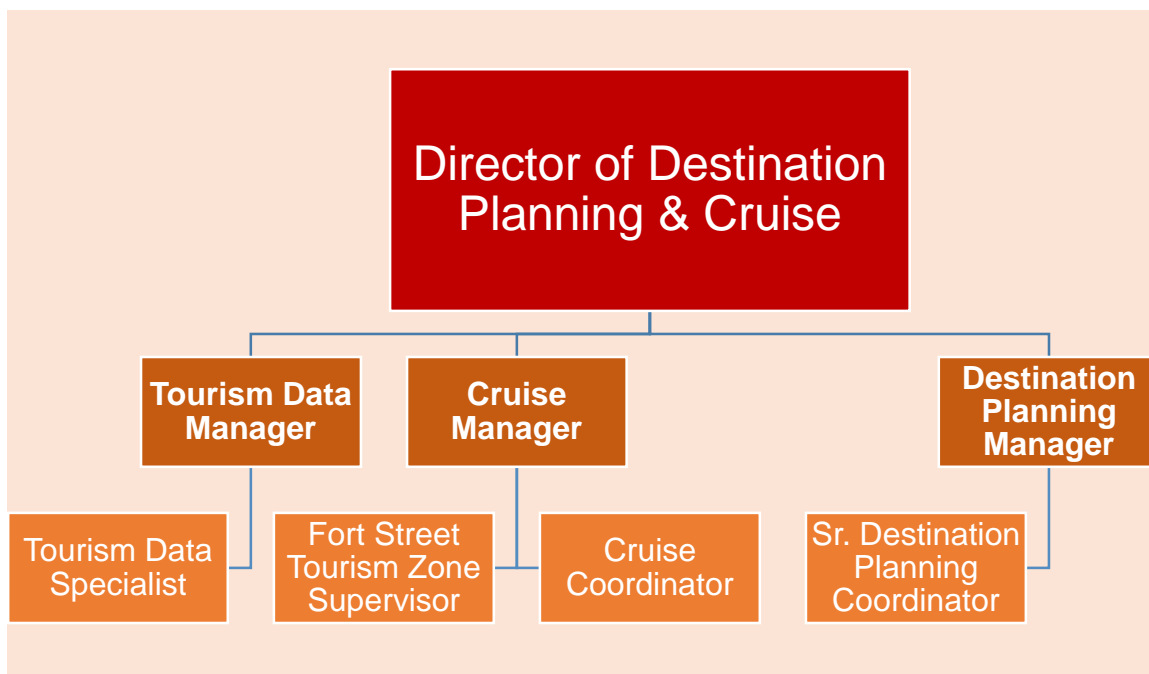 Director of Destination
Planning & Cruise
Tourism Data
Manager
Cruise
Manager
Destination
Planning
Manager
Tourism Data
Specialist
Fort Street
Tourism Zone
Supervisor
Cruise
Coordinator
Sr. Destination
Planning
Coordinator